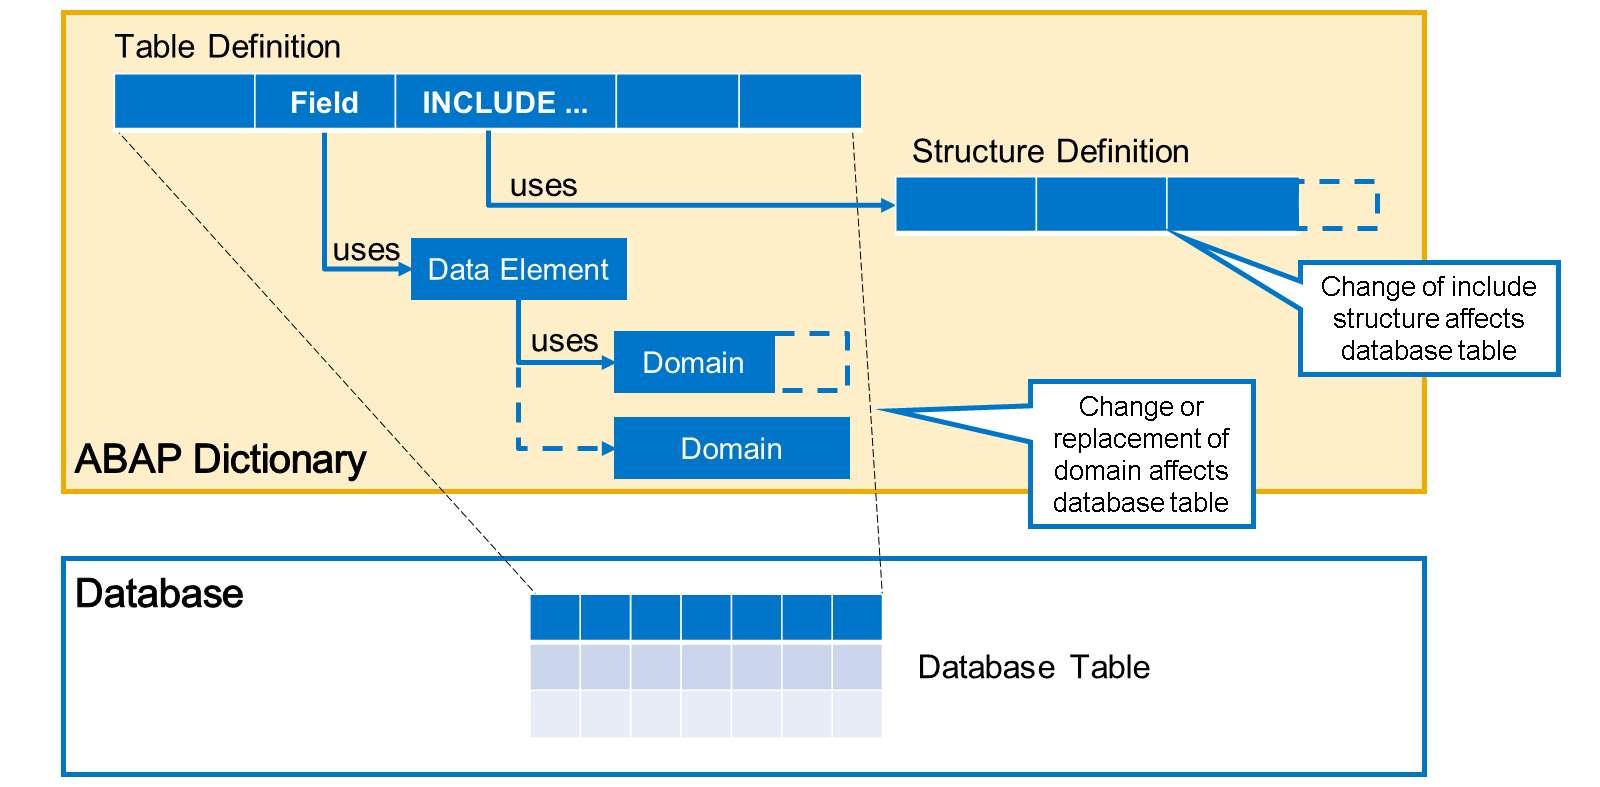 Table Definition
Field
INCLUDE ...
Structure Definition
uses
uses
Data Element
Change of include
structure affects
database table
uses
Domain
Change or
replacement of
domain affects
database table
Domain
ABAP Dictionary
Database
Database Table